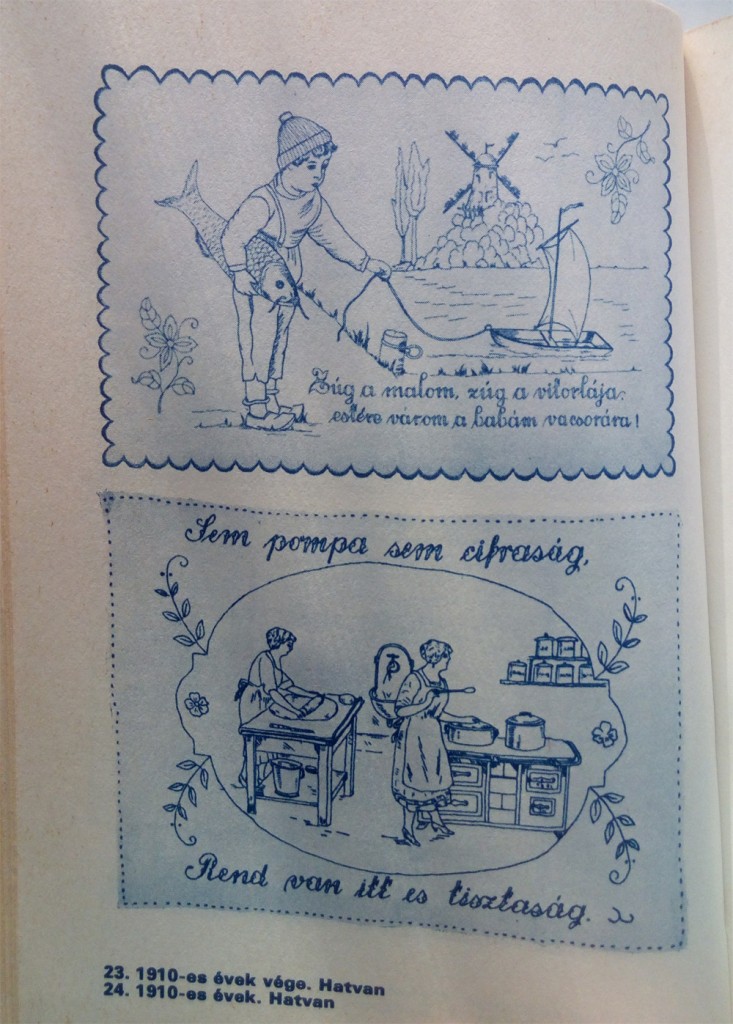 Zúg a malom, zúg a vitorlája:
estére várom a babám vacsorára!
Sem pompa sem cifraság,
Rend van itt es tisztaság.
23. 1910-es évek vége. Hatvan
24. 1910-es évek. Hatvan